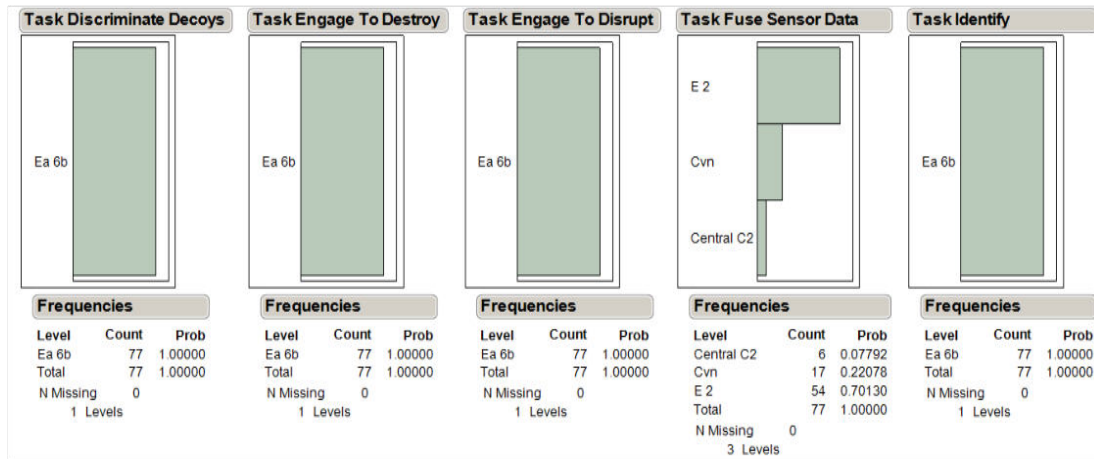 Task Discriminate Decoys
Ea 6b
Frequencies
Level Count Prob
Ea 6b 77 1.00000
Total 77 1.00000
N Missing 0
1 Levels
Task Engage To Destroy
Ea 6b
Frequencies
Level Count Prob
Ea 6b 77 1.00000
Total 77 1.00000
N Missing 0
1 Levels
Task Engage To Disrupt
Ea 6b
Frequencies
Level Count Prob
Ea 6b 77 1.00000
Total 77 1.00000
N Missing 0
1 Levels
Task Fuse Sensor Data
E 2
Cvn
Central C2
Frequencies
Level Count Prob
Central C2 6 0.07792
Cvn 17 0.22078
E 2 54 0.70130
Total 77 1.00000
N Missing 0
3 Levels
Task Identify
Ea 6b
Frequencies
Level Count Prob
Ea 6b 77 1.00000
Total 77 1.00000
N Missing 0
1 Levels